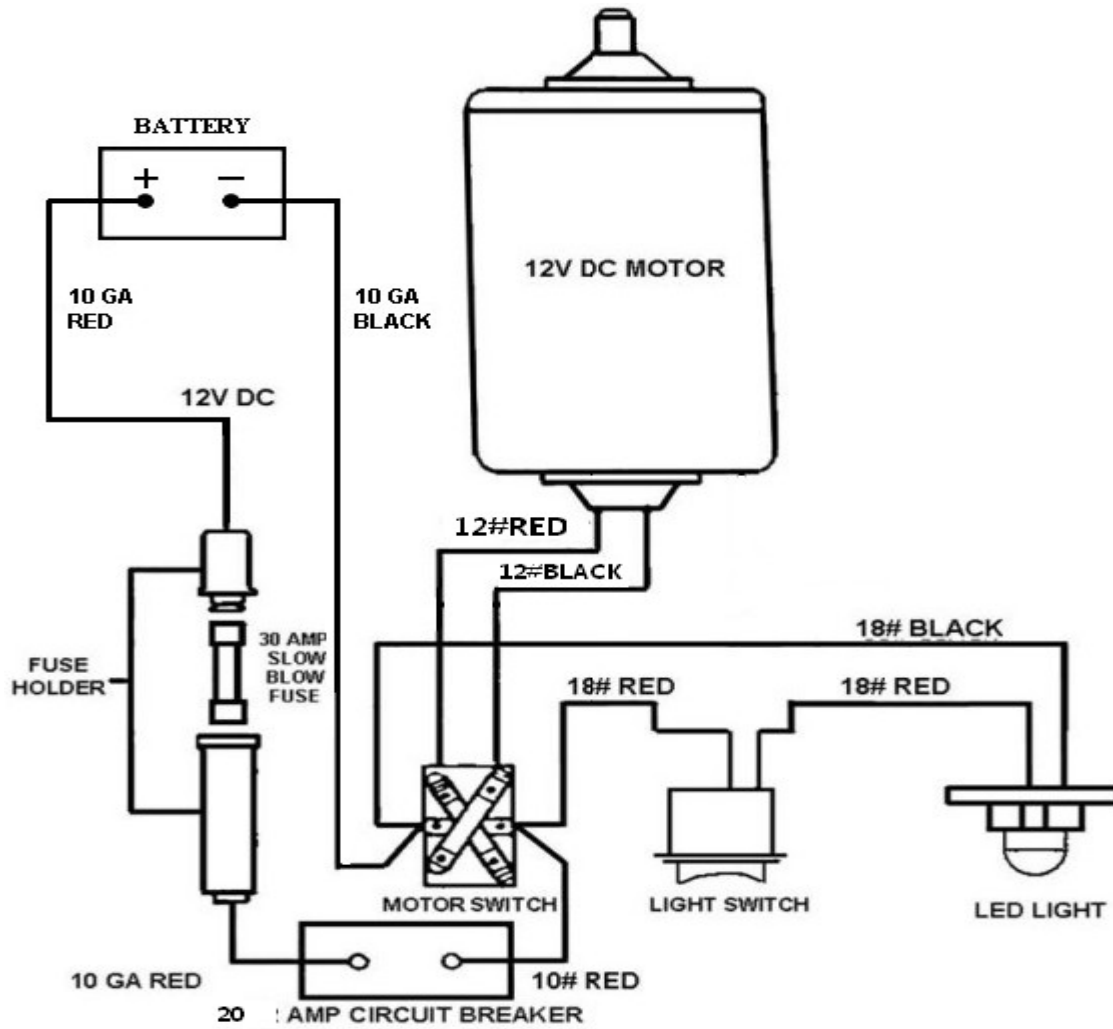 BATTERY
+ −
12V DC MOTOR
10 GA
RED
10 GA
BLACK
12V DC
12#RED
12#BLACK
30 AMP
SLOW
BLOW
FUSE
FUSE
HOLDER
18# BLACK
18# RED
18# RED
MOTOR SWITCH
LIGHT SWITCH
LED LIGHT
10 GA RED
10# RED
20 : AMP CIRCUIT BREAKER